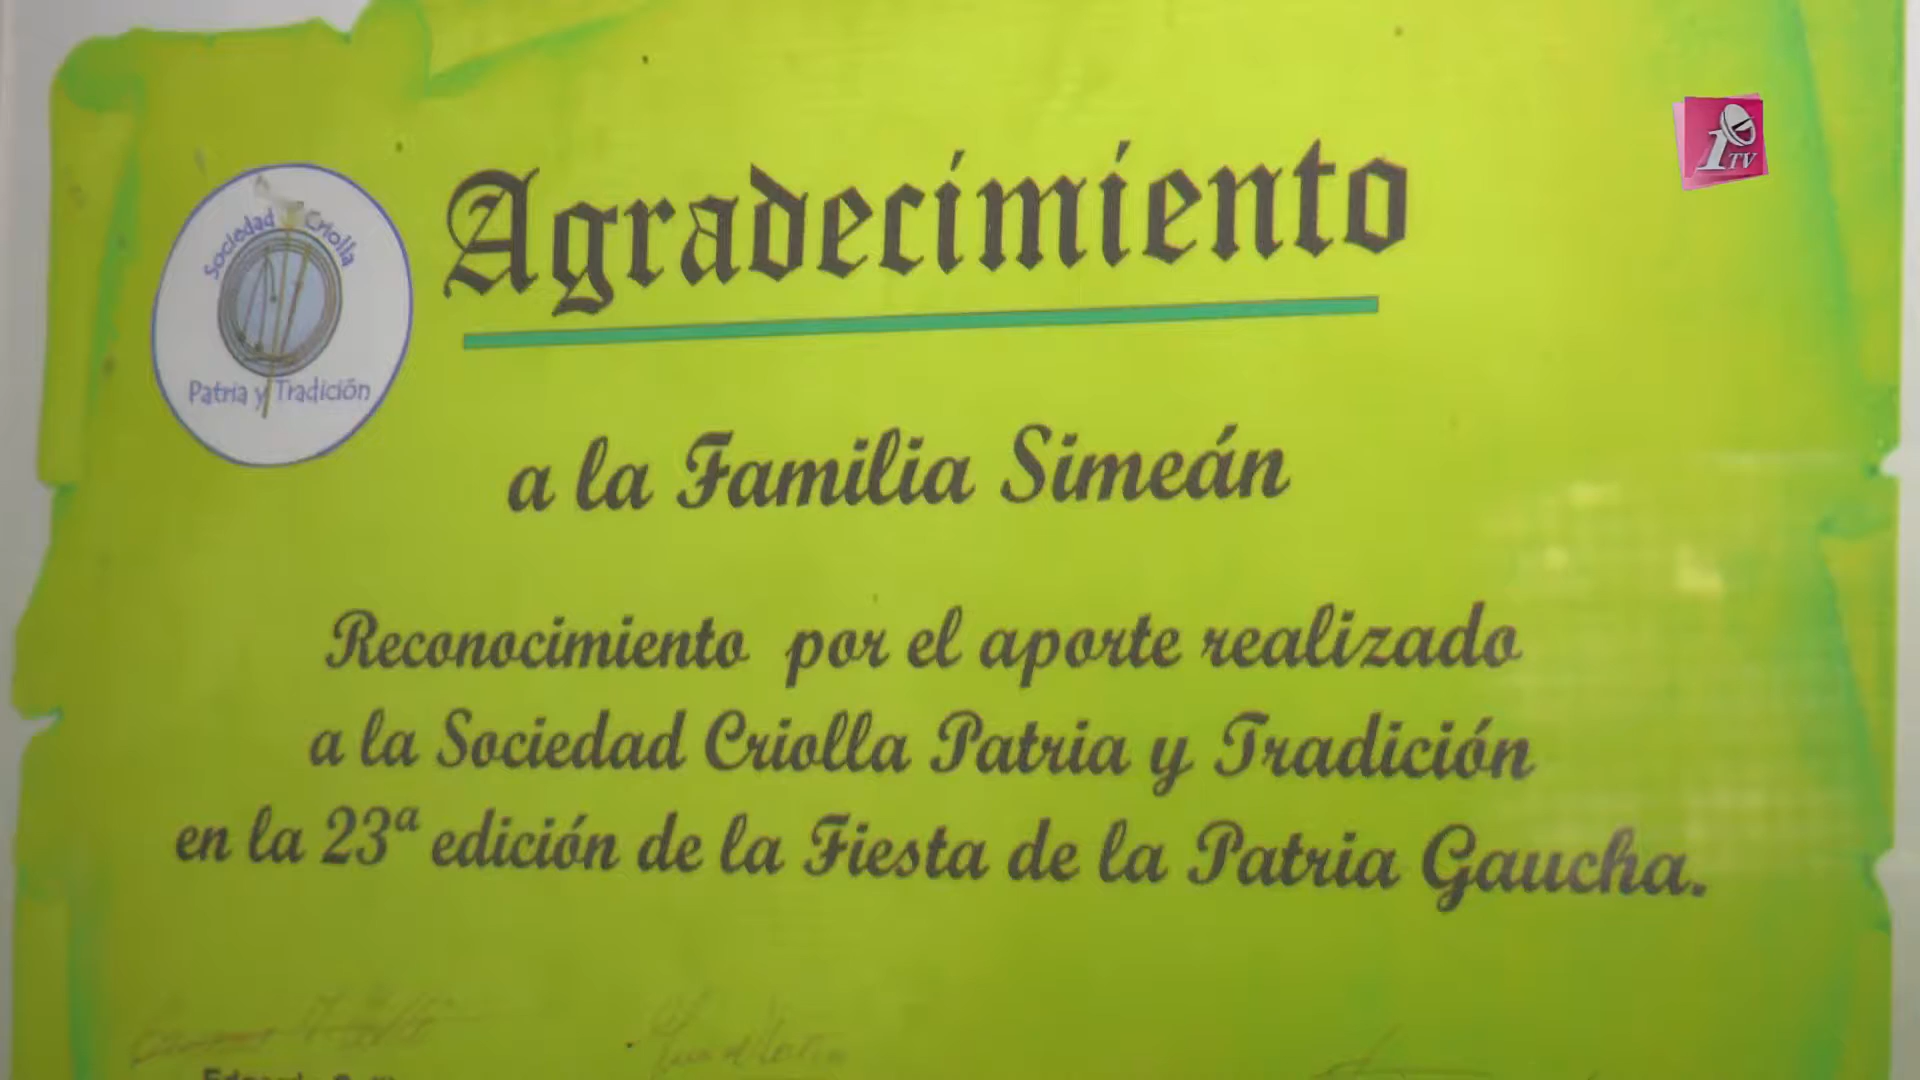 1TV
Sociedad Criolla
Patria y Tradición
Agradecimiento
a la Familia Simeán
Reconocimiento por el aporte realizado
a la Sociedad Criolla Patria y Tradición
en la 23ª edición de la Fiesta de la Patria Gaucha.